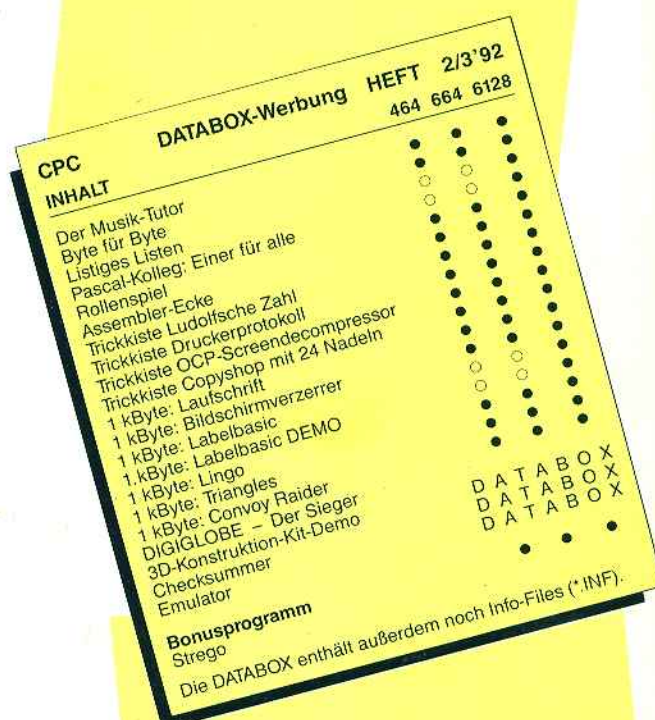 CPC DATABOX-Werbung HEFT 2/3'92
INHALT 464 664 6128
Der Musik-Tutor
Byte für Byte
Listiges Listen
Pascal-Kolleg: Einer für alle
Rollenspiel
Assembler-Ecke
Trickkiste Ludolfsche Zahl
Trickkiste Druckerprotokoll
Trickkiste OCP-Screendecompressor
Trickkiste Copyshop mit 24 Nadeln
1 kByte: Laufschrift
1 kByte: Bildschirmverzerrer
1 kByte: Labelbasic
1.kByte: Labelbasic DEMO
1 kByte: Lingo
1 kByte: Triangles
1 kByte: Convoy Raider
DIGIGLOBE – Der Sieger
3D-Konstruktion-Kit-Demo
Checksummer
Emulator
D A T A B O X
D A T A B O X
D A T A B O X
Bonusprogramm
Strego
Die DATABOX enthält außerdem noch Info-Files (*.INF).